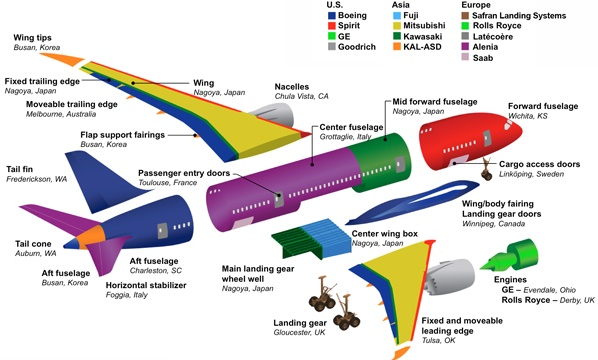 U.S.
Boeing
Spirit
GE
Goodrich
Asia
Fuji
Mitsubishi
Kawasaki
KAL-ASD
Europe
Safran Landing Systems
Rolls Royce
Latécoère
Alenia
Saab
Wing tips
Busan, Korea
Fixed trailing edge
Nagoya, Japan
Moveable trailing edge
Melbourne, Australia
Wing
Nagoya, Japan
Nacelles
Chula Vista, CA
Flap support fairings
Busan, Korea
Center fuselage
Grottaglie, Italy
Mid forward fuselage
Nagoya, Japan
Forward fuselage
Wichita, KS
Cargo access doors
Linköping, Sweden
Tail fin
Frederickson, WA
Passenger entry doors
Toulouse, France
Wing/body fairing
Landing gear doors
Winnipeg, Canada
Tail cone
Auburn, WA
Aft fuselage
Busan, Korea
Aft fuselage
Charleston, SC
Horizontal stabilizer
Foggia, Italy
Center wing box
Nagoya, Japan
Main landing gear
wheel well
Nagoya, Japan
Landing gear
Gloucester, UK
Engines
GE – Evendale, Ohio
Rolls Royce – Derby, UK
Fixed and moveable
leading edge
Tulsa, OK